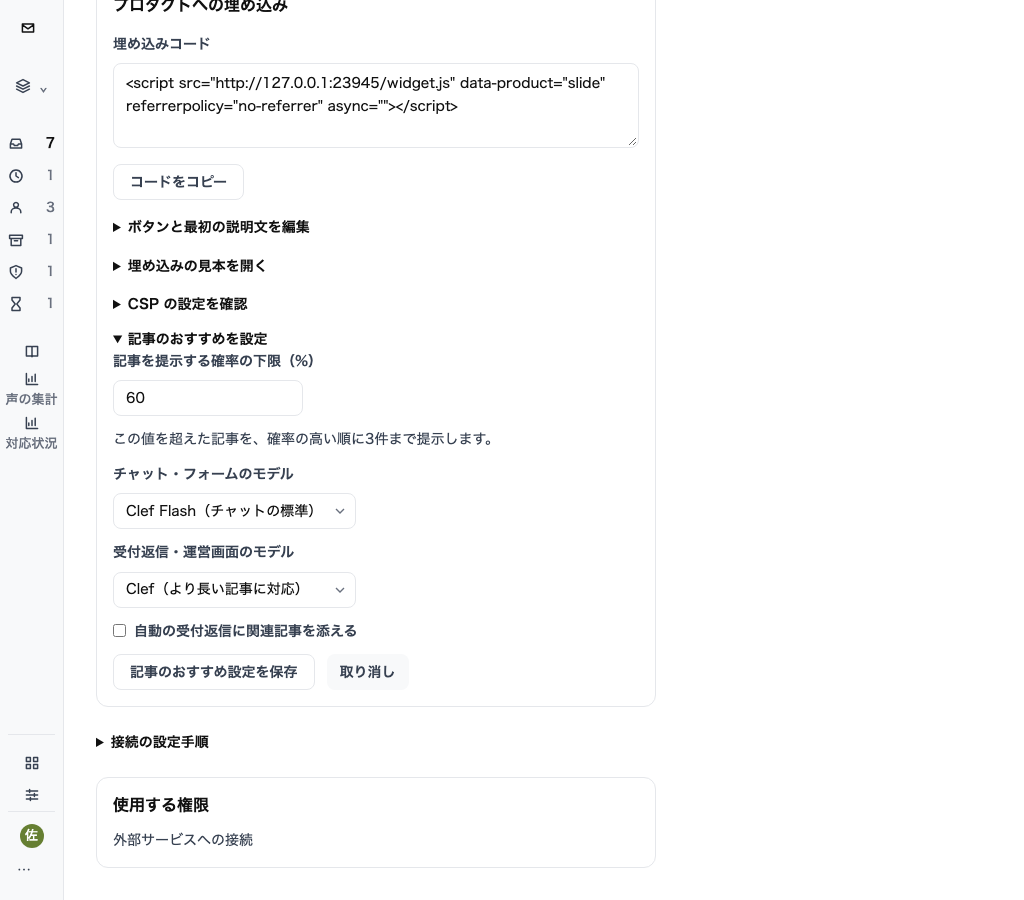 プロダクトへの埋め込み
埋め込みコード
<script src="http://127.0.0.1:23945/widget.js" data-product="slide"
referrerpolicy="no-referrer" async=""></script>
コードをコピー
ボタンと最初の説明文を編集
埋め込みの見本を開く
CSP の設定を確認
記事のおすすめを設定
記事を提示する確率の下限（%）
60
この値を超えた記事を、確率の高い順に3件まで提示します。
チャット・フォームのモデル
Clef Flash（チャットの標準）
受付返信・運営画面のモデル
Clef（より長い記事に対応）
自動の受付返信に関連記事を添える
記事のおすすめ設定を保存
取り消し
接続の設定手順
使用する権限
外部サービスへの接続
7
1
3
1
1
1
声の集計
対応状況
佐
…